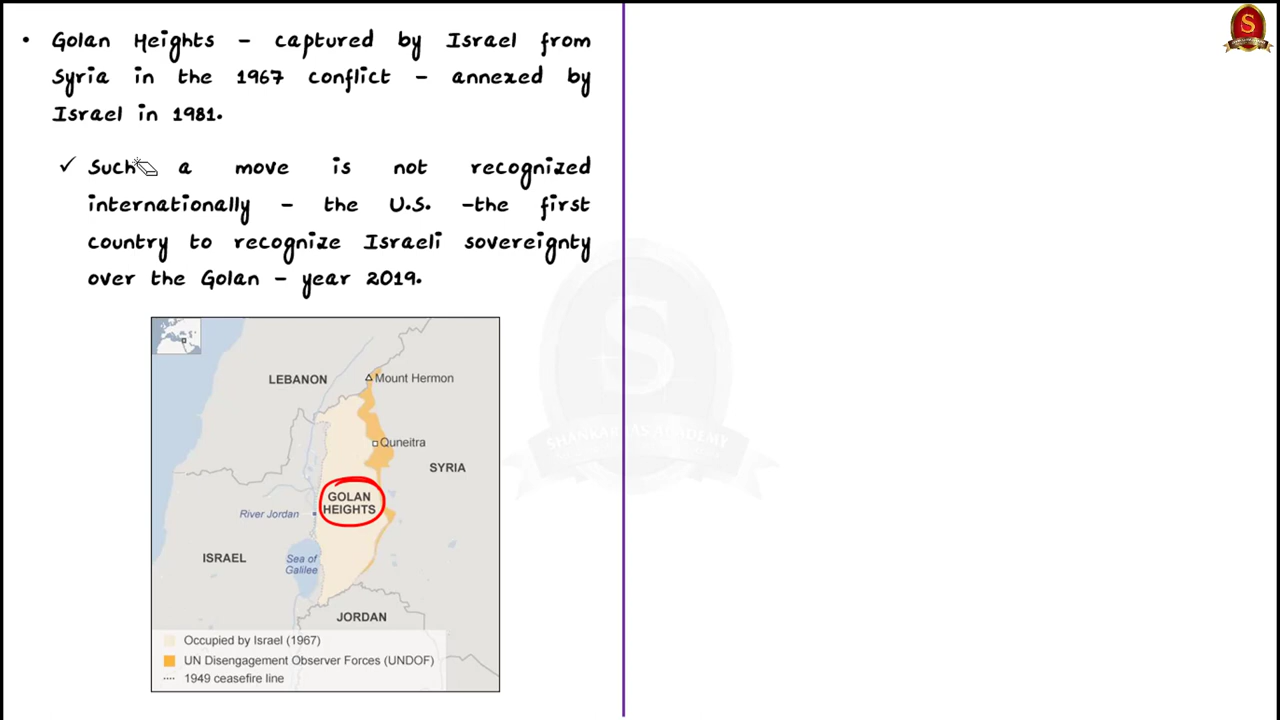 • Golan Heights – captured by Israel from
Syria in the 1967 conflict – annexed by
Israel in 1981.
✓ Such a move is not recognized
internationally – the U.S. –the first
country to recognize Israeli sovereignty
over the Golan – year 2019.
LEBANON
Mount Hermon
Quneitra
SYRIA
GOLAN
HEIGHTS
River Jordan
ISRAEL
Sea of
Galilee
JORDAN
Occupied by Israel (1967)
UN Disengagement Observer Forces (UNDOF)
1949 ceasefire line
S
S
SHANKAR IAS ACADEMY